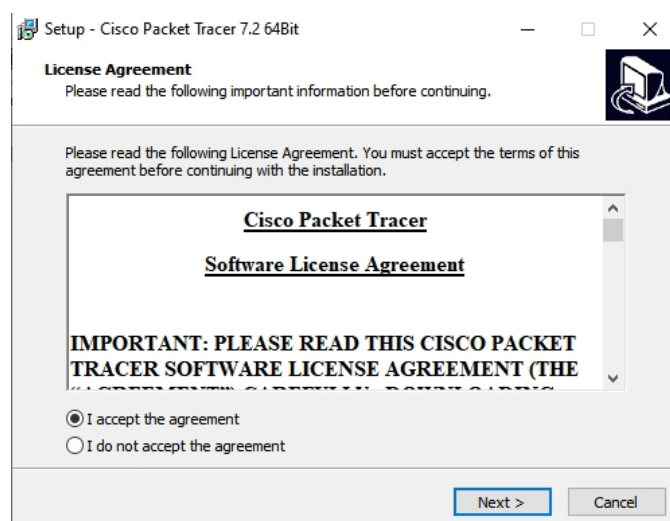 Setup - Cisco Packet Tracer 7.2 64Bit
License Agreement
Please read the following important information before continuing.
Please read the following License Agreement. You must accept the terms of this
agreement before continuing with the installation.
Cisco Packet Tracer
Software License Agreement
IMPORTANT: PLEASE READ THIS CISCO PACKET
TRACER SOFTWARE LICENSE AGREEMENT (THE
“AGREEMENT”) CAREFULLY. DOWNLOADING
I accept the agreement
I do not accept the agreement
Next >
Cancel